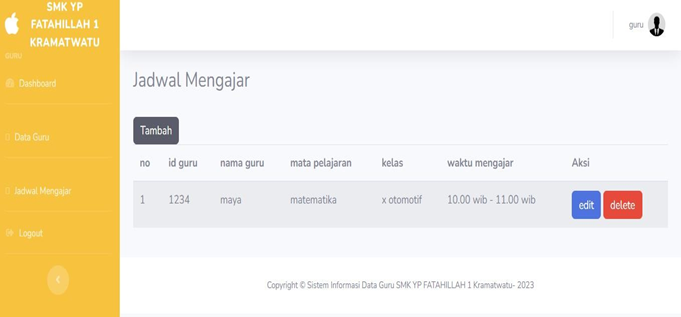 SMK YP
FATAHILLAH 1
KRAMATWATU
GURU
Dashboard
Data Guru
Jadwal Mengajar
Logout
guru
Jadwal Mengajar
Tambah
no id guru nama guru mata pelajaran kelas waktu mengajar Aksi
1 1234 maya matematika x otomotif 10.00 wib - 11.00 wib edit delete
Copyright © Sistem Informasi Data Guru SMK YP FATAHILLAH 1 Kramatwatu- 2023